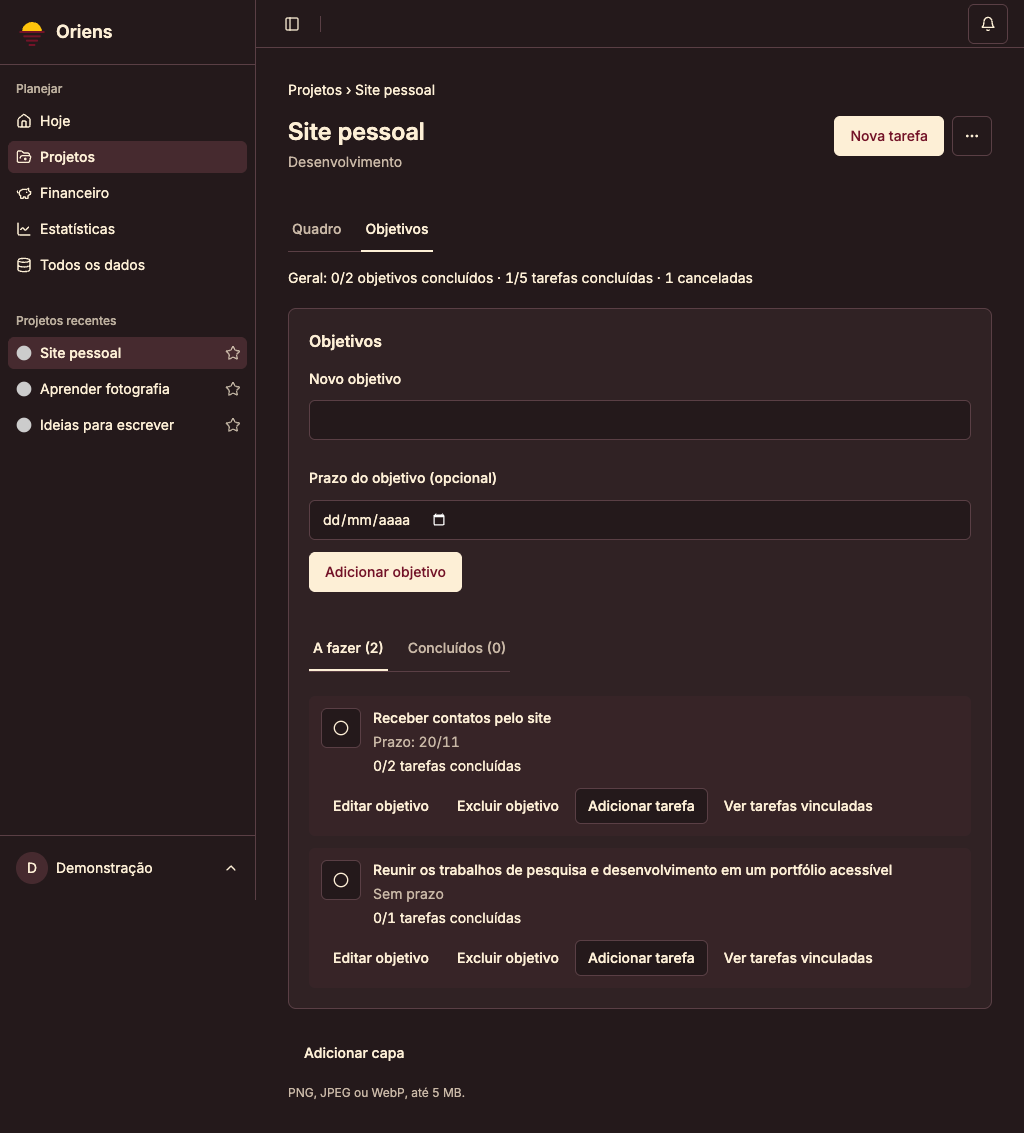 Oriens
Planejar
Hoje
Projetos
Financeiro
Estatísticas
Todos os dados
Projetos recentes
Site pessoal
Aprender fotografia
Ideias para escrever
D
Demonstração
Projetos › Site pessoal
Site pessoal
Desenvolvimento
Nova tarefa
Quadro
Objetivos
Geral: 0/2 objetivos concluídos · 1/5 tarefas concluídas · 1 canceladas
Objetivos
Novo objetivo
Prazo do objetivo (opcional)
dd/mm/aaaa
Adicionar objetivo
A fazer (2)
Concluídos (0)
Receber contatos pelo site
Prazo: 20/11
0/2 tarefas concluídas
Editar objetivo
Excluir objetivo
Adicionar tarefa
Ver tarefas vinculadas
Reunir os trabalhos de pesquisa e desenvolvimento em um portfólio acessível
Sem prazo
0/1 tarefas concluídas
Editar objetivo
Excluir objetivo
Adicionar tarefa
Ver tarefas vinculadas
Adicionar capa
PNG, JPEG ou WebP, até 5 MB.